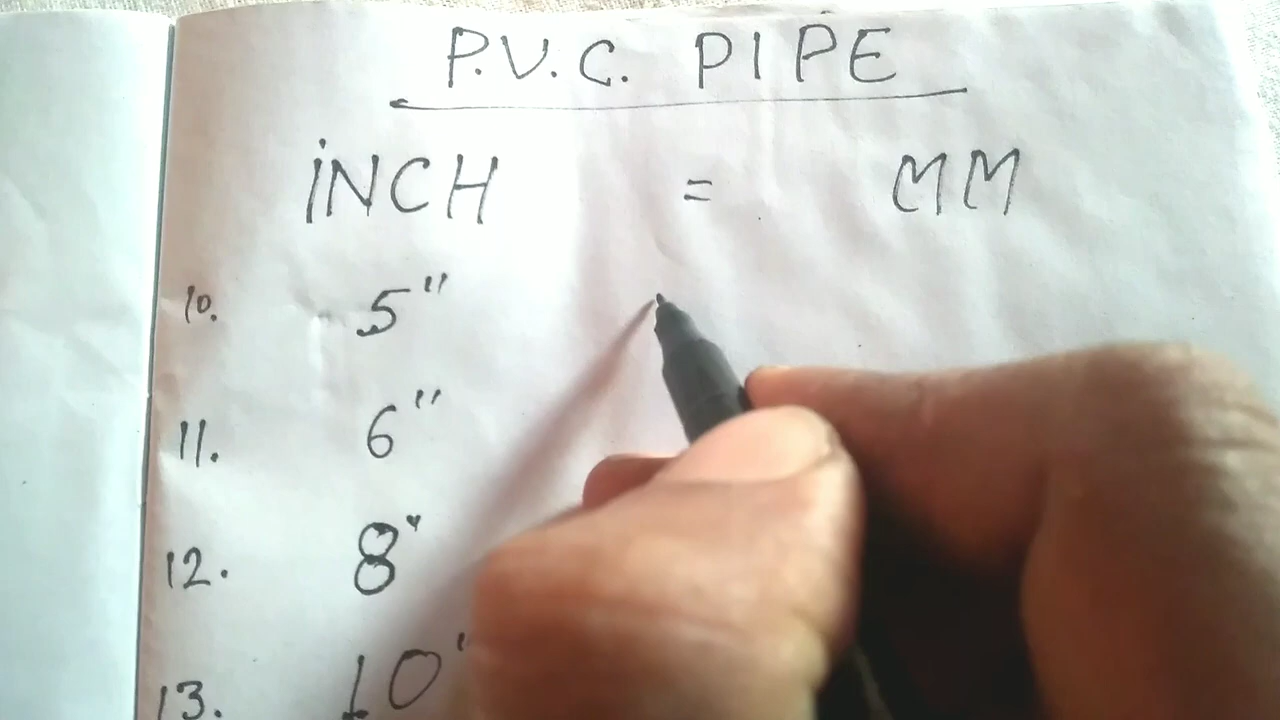 P.V.C. PIPE
iNCH = MM
10. 5"
11. 6"
12. 8"
13. 10"